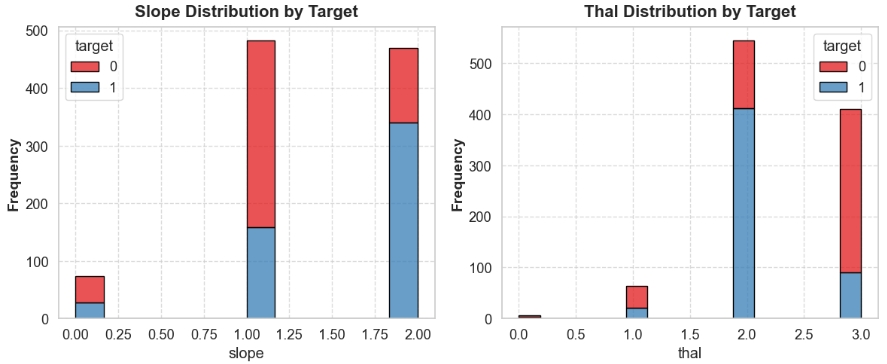 Slope Distribution by Target
500
400
300
200
100
0
Frequency
0.00 0.25 0.50 0.75 1.00 1.25 1.50 1.75 2.00
slope
target
0
1
Thal Distribution by Target
500
400
300
200
100
0
Frequency
0.0 0.5 1.0 1.5 2.0 2.5 3.0
thal
target
0
1